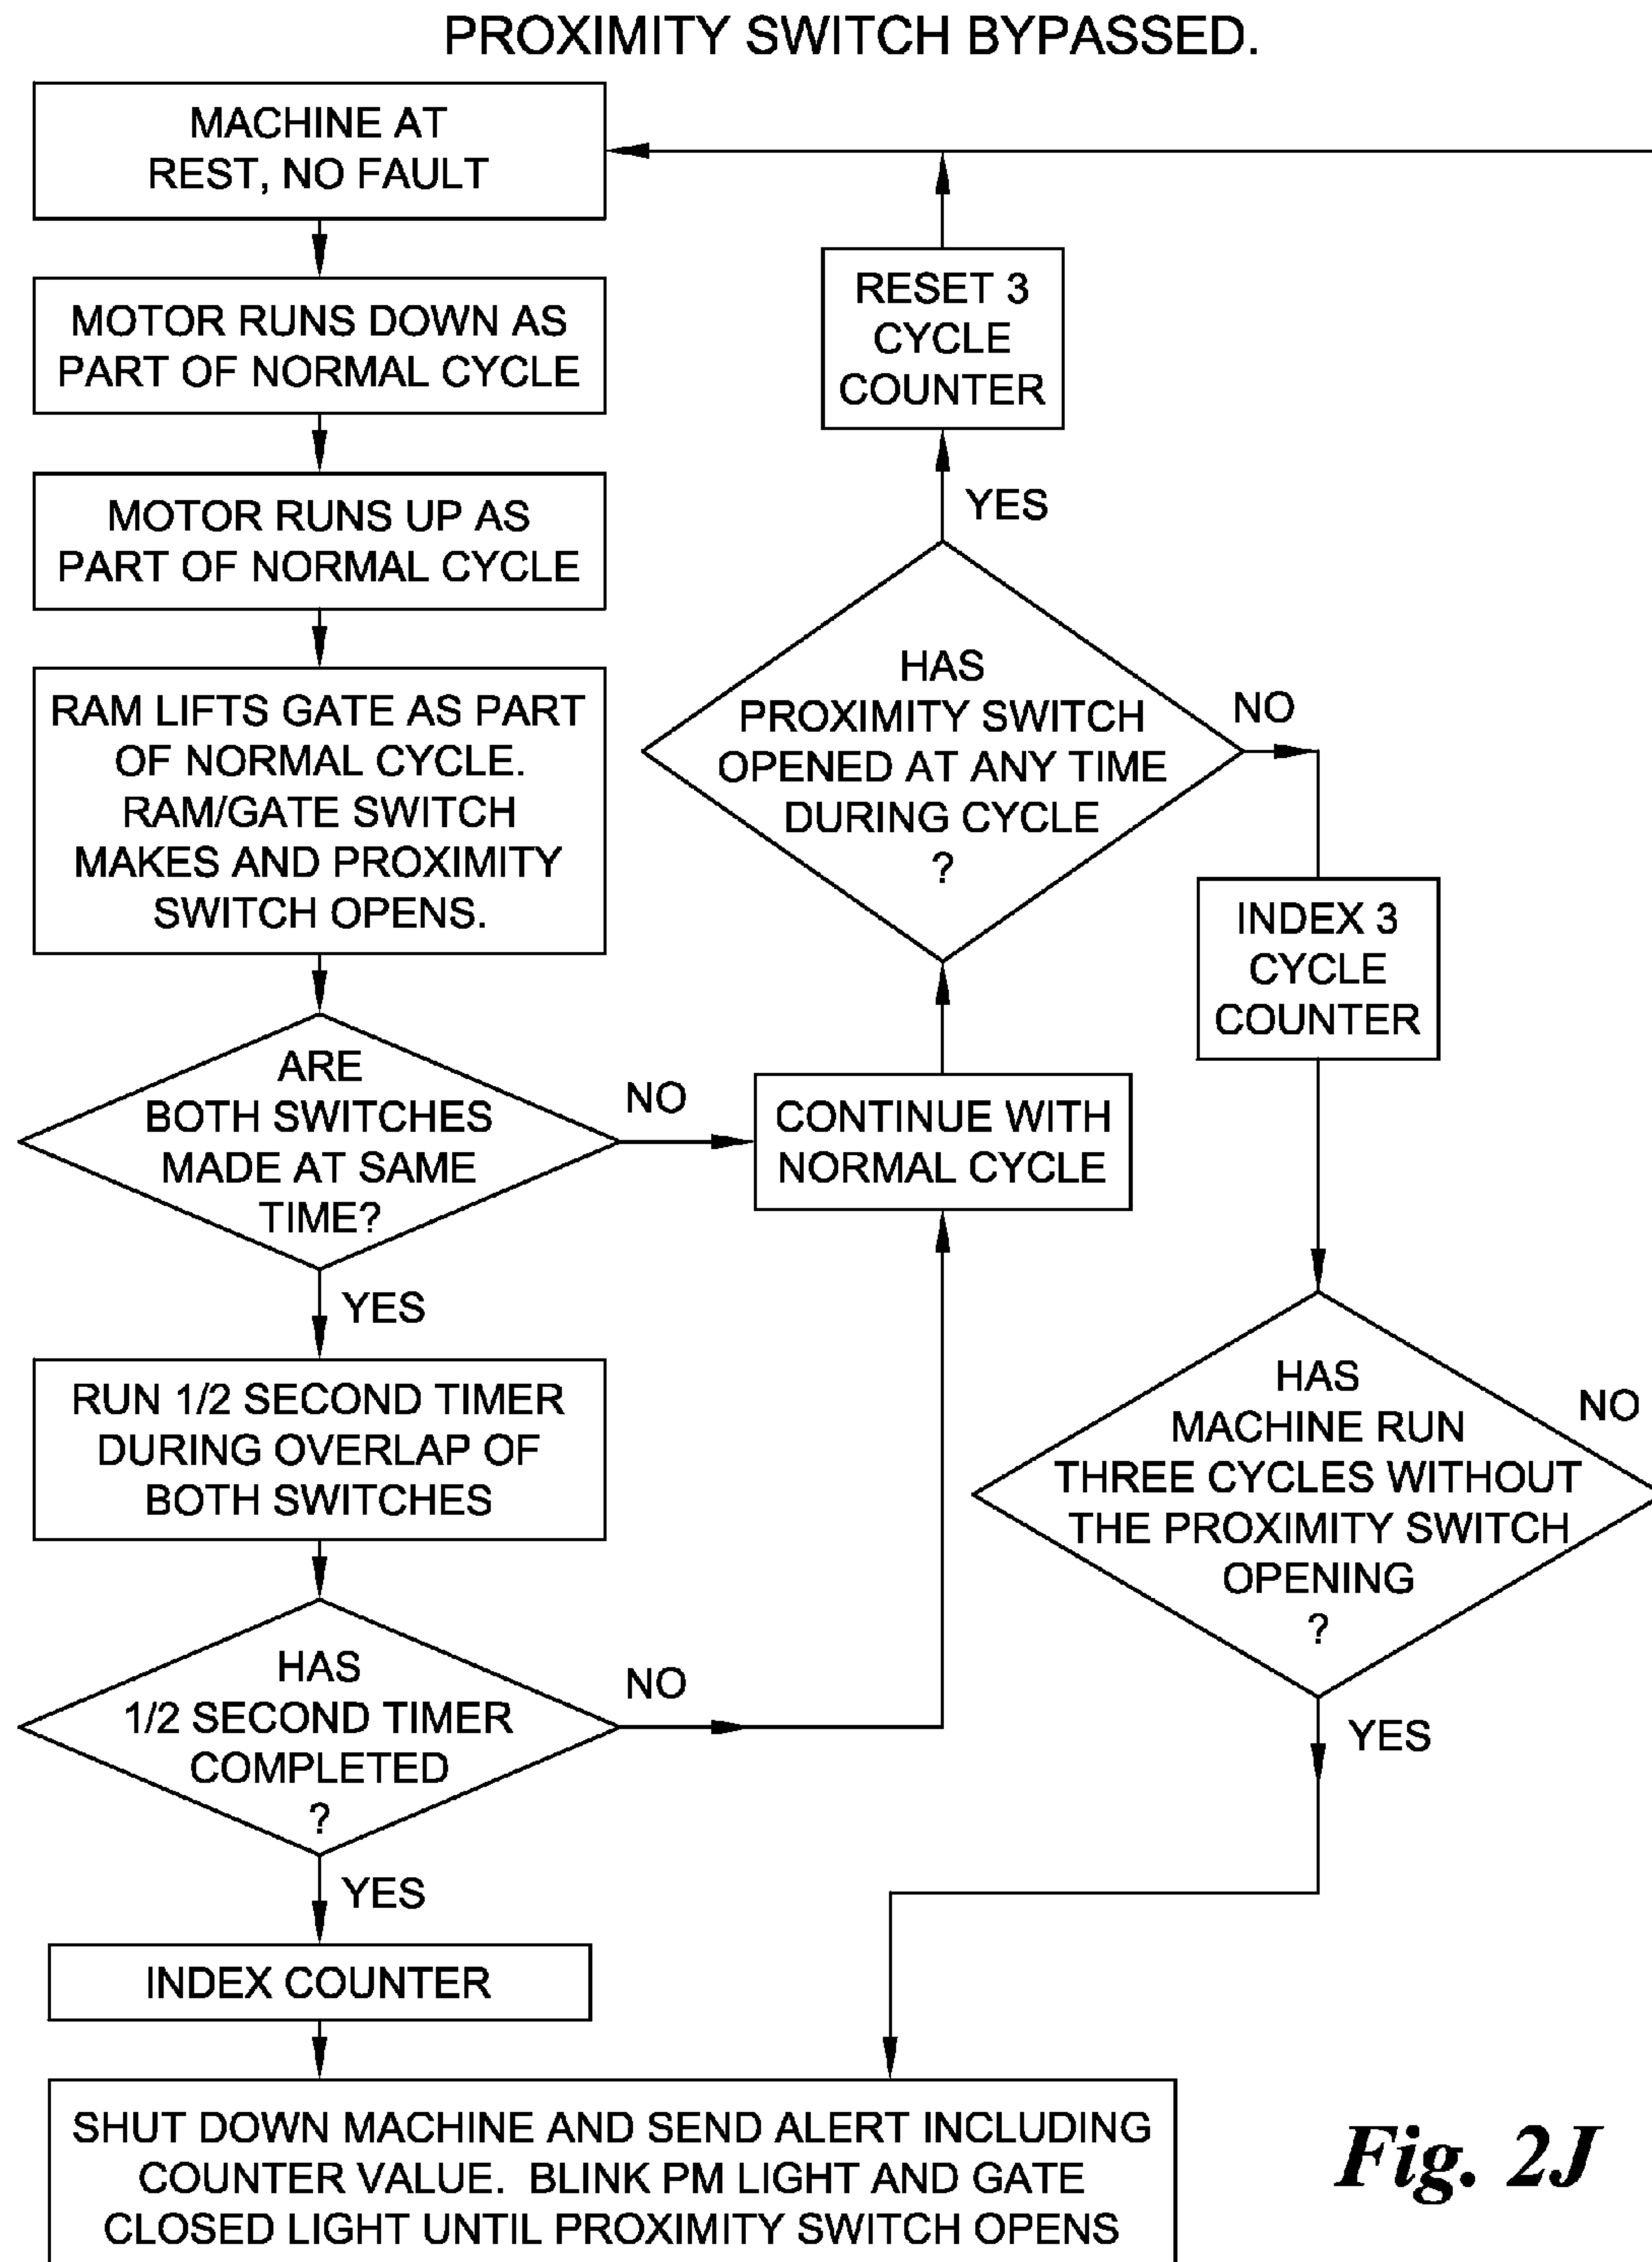 PROXIMITY SWITCH BYPASSED.
MACHINE AT
REST, NO FAULT
MOTOR RUNS DOWN AS
PART OF NORMAL CYCLE
MOTOR RUNS UP AS
PART OF NORMAL CYCLE
RAM LIFTS GATE AS PART
OF NORMAL CYCLE.
RAM/GATE SWITCH
MAKES AND PROXIMITY
SWITCH OPENS.
ARE
BOTH SWITCHES
MADE AT SAME
TIME?
NO
YES
RUN 1/2 SECOND TIMER
DURING OVERLAP OF
BOTH SWITCHES
HAS
1/2 SECOND TIMER
COMPLETED
?
NO
YES
INDEX COUNTER
CONTINUE WITH
NORMAL CYCLE
HAS
PROXIMITY SWITCH
OPENED AT ANY TIME
DURING CYCLE
?
YES
RESET 3
CYCLE
COUNTER
NO
INDEX 3
CYCLE
COUNTER
HAS
MACHINE RUN
THREE CYCLES WITHOUT
THE PROXIMITY SWITCH
OPENING
?
NO
YES
SHUT DOWN MACHINE AND SEND ALERT INCLUDING
COUNTER VALUE. BLINK PM LIGHT AND GATE
CLOSED LIGHT UNTIL PROXIMITY SWITCH OPENS
Fig. 2J